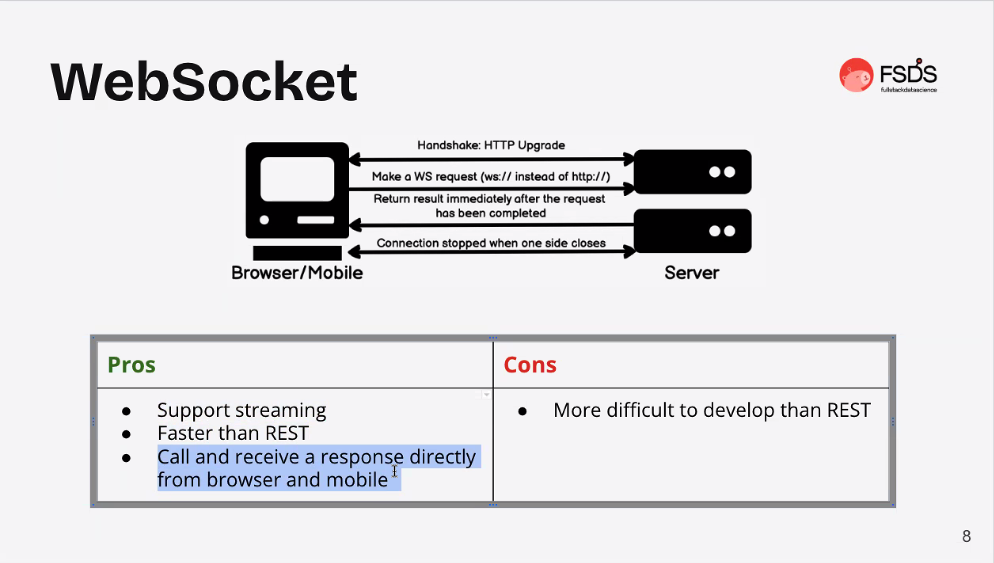 WebSocket
FSDS
fullstackdatascience
Handshake: HTTP Upgrade
Make a WS request (ws:// instead of http://)
Return result immediately after the request
has been completed
Connection stopped when one side closes
Browser/Mobile
Server
Pros
Cons
● Support streaming
● Faster than REST
● Call and receive a response directly
from browser and mobile
● More difficult to develop than REST
8